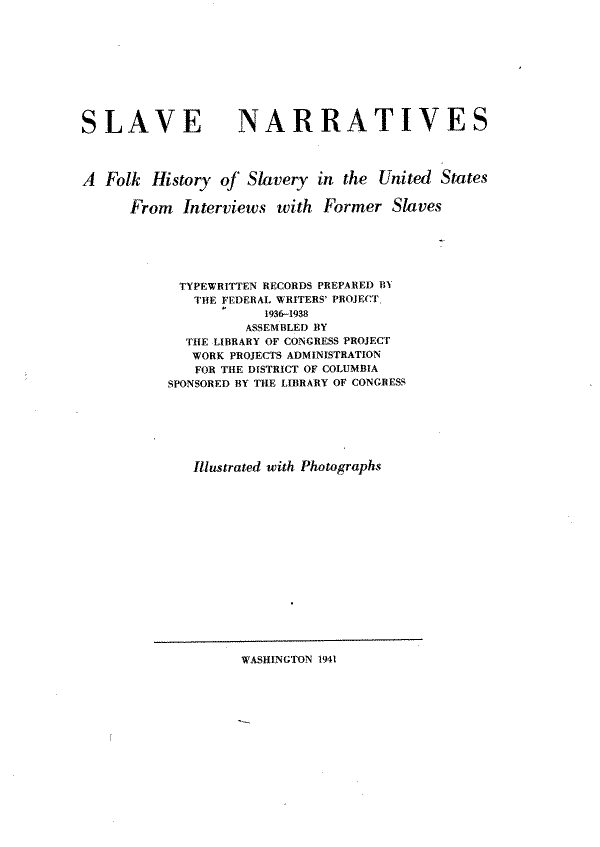 SLAVE NARRATIVES
A Folk History of Slavery in the United States
From Interviews with Former Slaves
TYPEWRITTEN RECORDS PREPARED BY
THE FEDERAL WRITERS' PROJECT
1936-1938
ASSEMBLED BY
THE LIBRARY OF CONGRESS PROJECT
WORK PROJECTS ADMINISTRATION
FOR THE DISTRICT OF COLUMBIA
SPONSORED BY THE LIBRARY OF CONGRESS
Illustrated with Photographs
WASHINGTON 1941